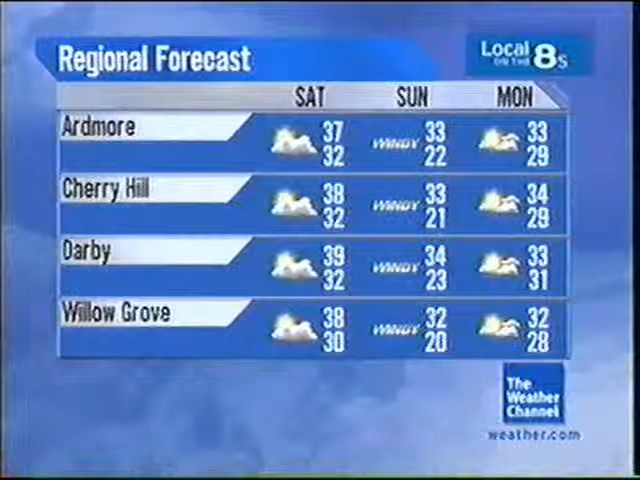 Regional Forecast
Local
ON THE 8s
SAT SUN MON
Ardmore
37 WINDY 33 33
32 22 29
Cherry Hill
38 WINDY 33 34
32 21 29
Darby
39 WINDY 34 33
32 23 31
Willow Grove
38 WINDY 32 32
30 20 28
The
Weather
Channel
weather.com